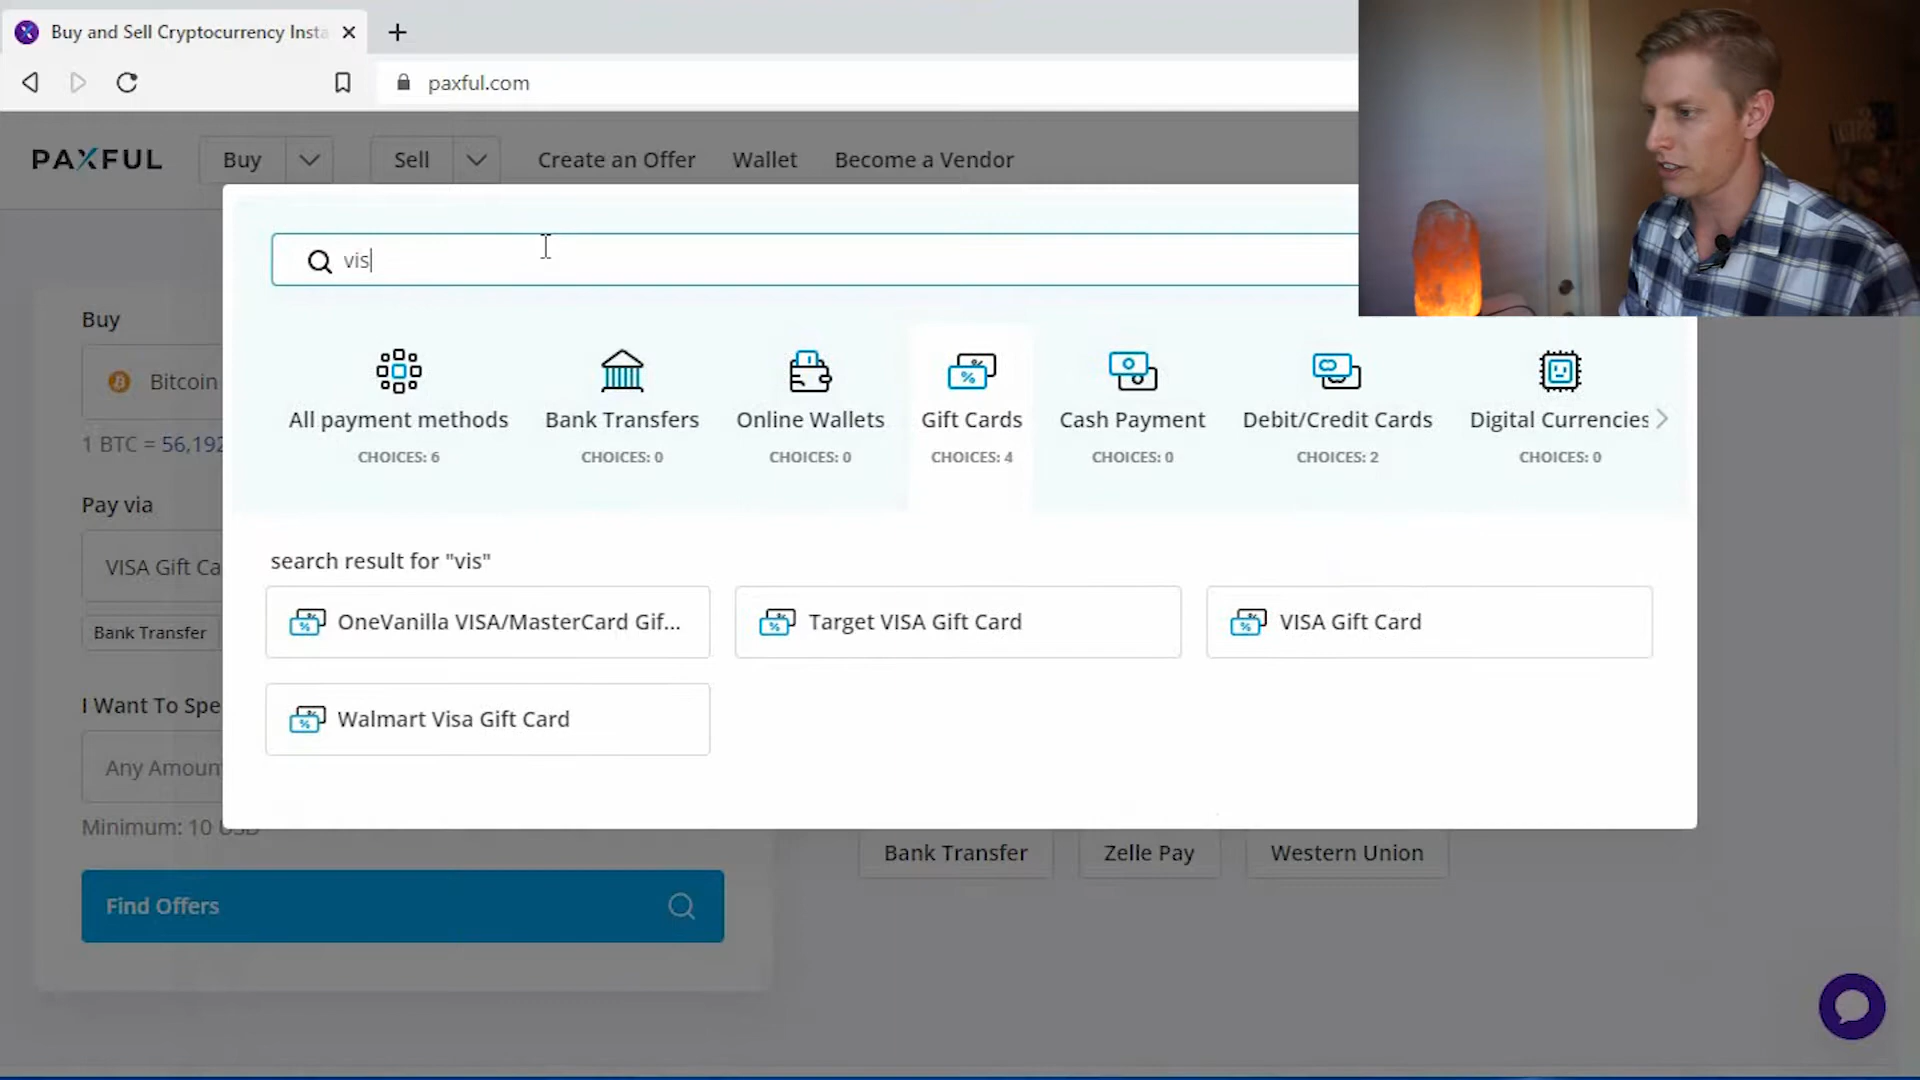 Buy and Sell Cryptocurrency Insta
paxful.com
PAXFUL
Buy
Sell
Create an Offer
Wallet
Become a Vendor
vis
All payment methods
CHOICES: 6
Bank Transfers
CHOICES: 0
Online Wallets
CHOICES: 0
Gift Cards
CHOICES: 4
Cash Payment
CHOICES: 0
Debit/Credit Cards
CHOICES: 2
Digital Currencies
CHOICES: 0
search result for "vis"
OneVanilla VISA/MasterCard Gif...
Target VISA Gift Card
VISA Gift Card
Walmart Visa Gift Card
Buy
Bitcoin
1 BTC = 56,192
Pay via
VISA Gift Ca
Bank Transfer
I Want To Spe
Any Amoun
Minimum: 10 USD
Find Offers
Bank Transfer
Zelle Pay
Western Union